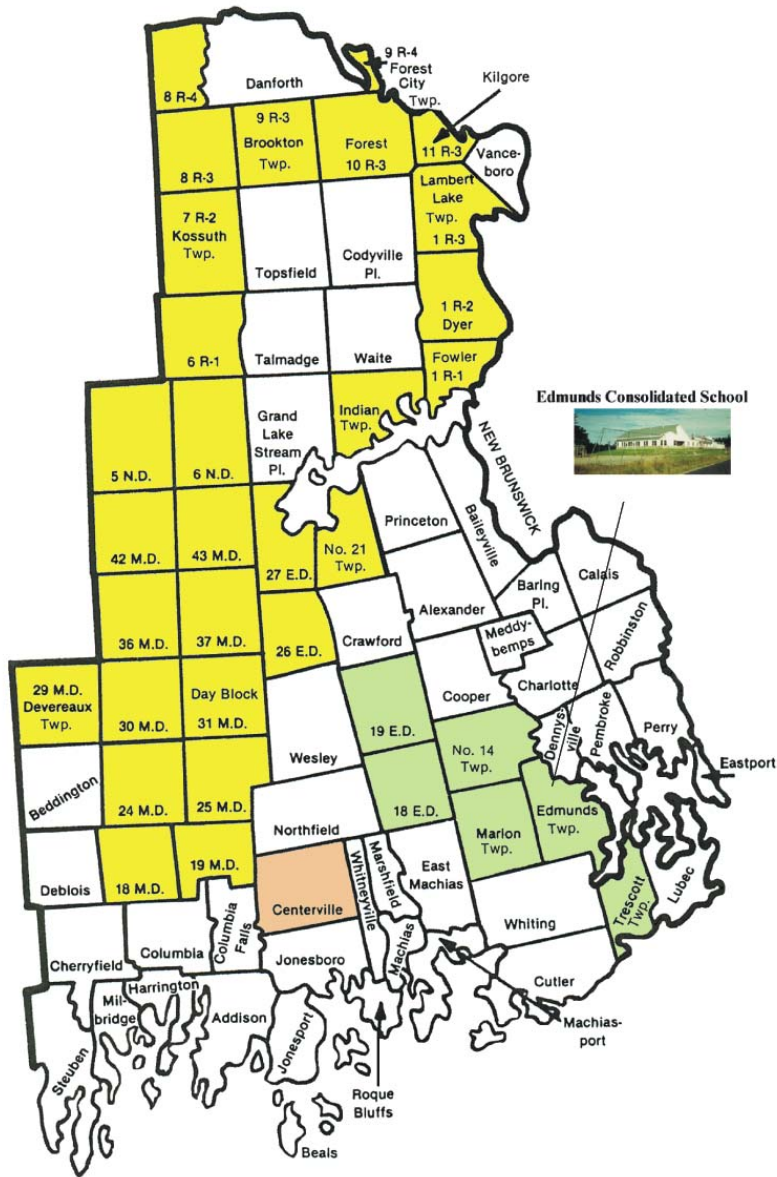 9 R-4
Forest
City
Twp.
Danforth
8 R-4
Kilgore
9 R-3
Brookton
Twp.
Forest
10 R-3
11 R-3
Vance-
boro
8 R-3
Lambert
Lake
Twp.
1 R-3
7 R-2
Kossuth
Twp.
Topsfield
Codyville
Pl.
1 R-2
Dyer
6 R-1
Talmadge
Waite
Fowler
1 R-1
Edmunds Consolidated School
Indian
Twp.
Grand
Lake
Stream
Pl.
NEW BRUNSWICK
5 N.D.
6 N.D.
Princeton
Baileyville
42 M.D.
43 M.D.
27 E.D.
No. 21
Twp.
Calais
Baring
Pl.
Alexander
Meddy-
bemps
Robbinston
36 M.D.
37 M.D.
26 E.D.
Crawford
Charlotte
Cooper
29 M.D.
Devereaux
Twp.
30 M.D.
Day Block
31 M.D.
19 E.D.
Dennys-
ville
Pembroke
Perry
Wesley
No. 14
Twp.
Eastport
Beddington
24 M.D.
25 M.D.
18 E.D.
Edmunds
Twp.
Northfield
Marion
Twp.
Deblois
18 M.D.
19 M.D.
Whitneyville
Marshfield
East
Machias
Trescott
Twp.
Lubec
Centerville
Whiting
Cherryfield
Columbia
Columbia
Falls
Jonesboro
Machias
Cutler
Harrington
Mil-
bridge
Addison
Jonesport
Machias-
port
Steuben
Roque
Bluffs
Beals